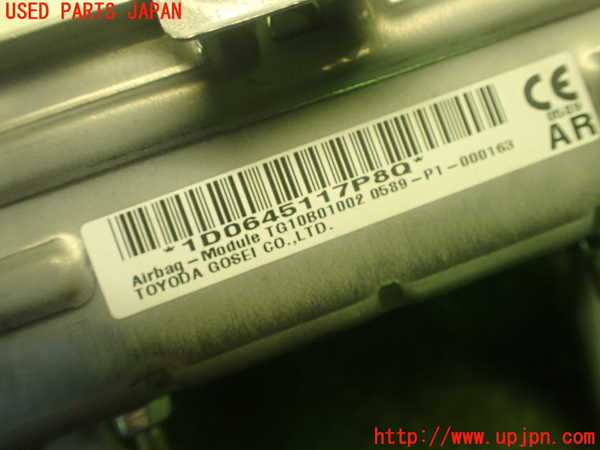 USED PARTS JAPAN
CE
0589
AR
*1D0645117P8Q*
Airbag-Module TG10B01002 0589-P1-000163
TOYODA GOSEI CO.,LTD.
http://www.upjpn.com